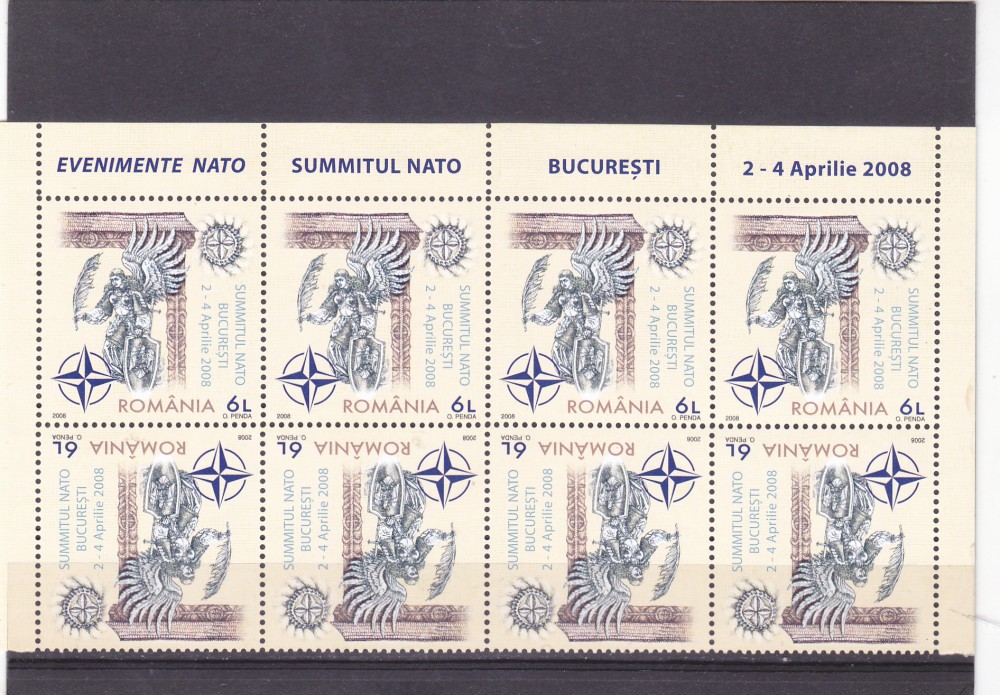 EVENIMENTE NATO
SUMMITUL NATO
BUCUREȘTI
2 - 4 Aprilie 2008
SUMMITUL NATO
BUCUREȘTI
2 - 4 Aprilie 2008
2008
ROMÂNIA
6L
O. PENDA
SUMMITUL NATO
BUCUREȘTI
2 - 4 Aprilie 2008
2008
ROMÂNIA
6L
O. PENDA
SUMMITUL NATO
BUCUREȘTI
2 - 4 Aprilie 2008
2008
ROMÂNIA
6L
O. PENDA
SUMMITUL NATO
BUCUREȘTI
2 - 4 Aprilie 2008
2008
ROMÂNIA
6L
O. PENDA
SUMMITUL NATO
BUCUREȘTI
2 - 4 Aprilie 2008
2008
ROMÂNIA
6L
O. PENDA
SUMMITUL NATO
BUCUREȘTI
2 - 4 Aprilie 2008
2008
ROMÂNIA
6L
O. PENDA
SUMMITUL NATO
BUCUREȘTI
2 - 4 Aprilie 2008
2008
ROMÂNIA
6L
O. PENDA
SUMMITUL NATO
BUCUREȘTI
2 - 4 Aprilie 2008
2008
ROMÂNIA
6L
O. PENDA